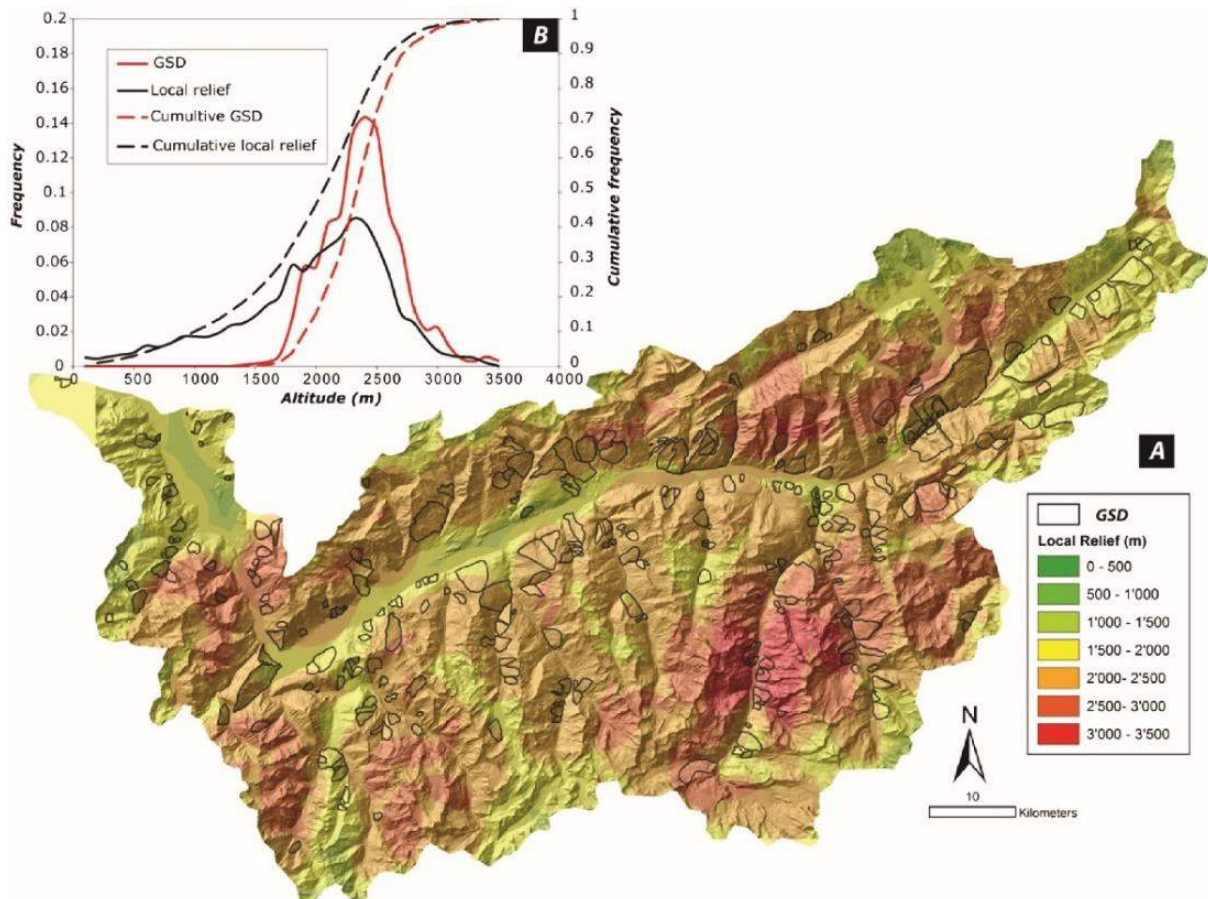 B
0.2
0.18
0.16
0.14
0.12
0.1
0.08
0.06
0.04
0.02
0
Frequency
GSD
Local relief
Cumultive GSD
Cumulative local relief
1
0.9
0.8
0.7
0.6
0.5
0.4
0.3
0.2
0.1
0
Cumulative frequency
0 500 1000 1500 2000 2500 3000 3500 4000
Altitude (m)
A
GSD
Local Relief (m)
0 - 500
500 - 1'000
1'000 - 1'500
1'500 - 2'000
2'000- 2'500
2'500- 3'000
3'000 - 3'500
N
10
Kilometers